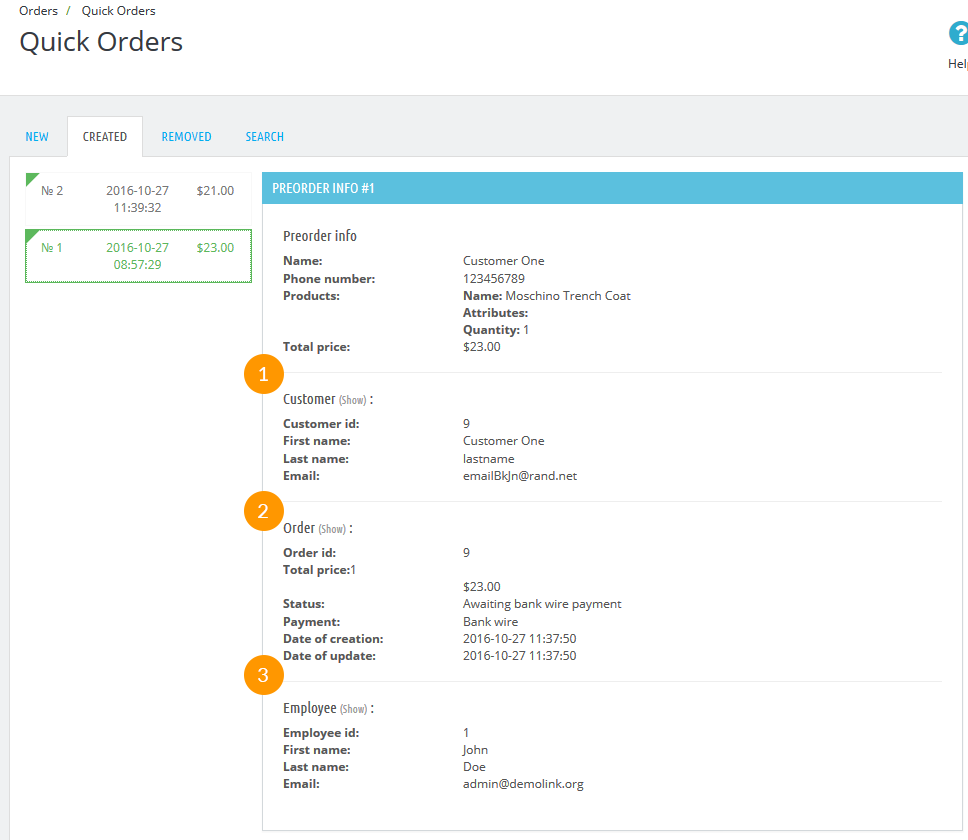 Orders / Quick Orders
Quick Orders
?
NEW CREATED REMOVED SEARCH
№ 2 2016-10-27 $21.00
11:39:32
№ 1 2016-10-27 $23.00
08:57:29
PREORDER INFO #1
Preorder info
Name: Customer One
Phone number: 123456789
Products: Name: Moschino Trench Coat
Attributes:
Quantity: 1
Total price: $23.00
1
Customer (Show) :
Customer id: 9
First name: Customer One
Last name: lastname
Email: emailBkJn@rand.net
2
Order (Show) :
Order id: 9
Total price:1
$23.00
Status: Awaiting bank wire payment
Payment: Bank wire
Date of creation: 2016-10-27 11:37:50
Date of update: 2016-10-27 11:37:50
3
Employee (Show) :
Employee id: 1
First name: John
Last name: Doe
Email: admin@demolink.org